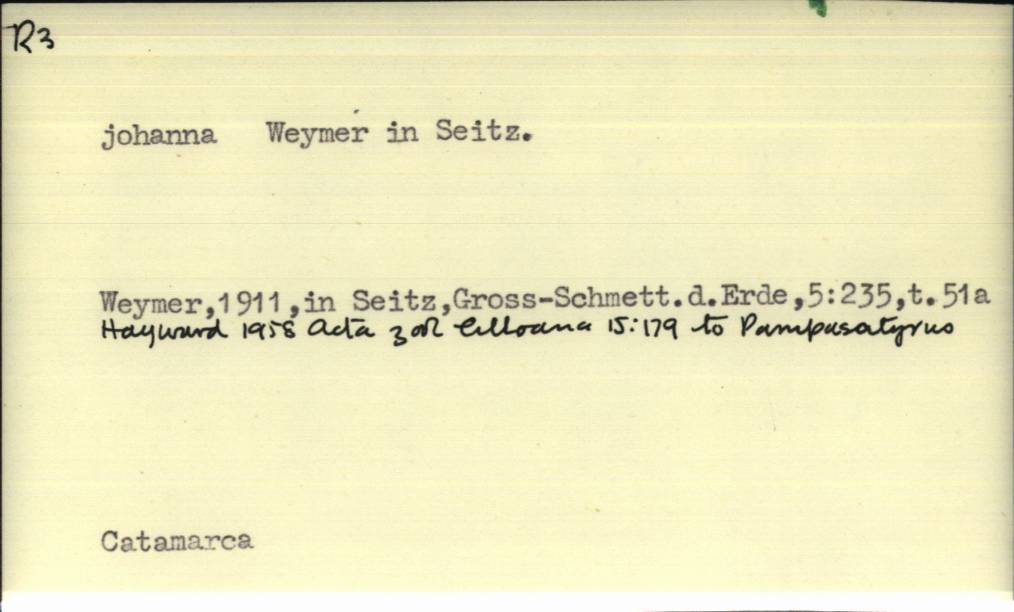 R3
johanna Weymer in Seitz.
Weymer,1911,in Seitz,Gross-Schmett.d.Erde,5:235,t.51a
Hayward 1958 Acta zool lilloana 15:179 to Pampasatyrus
Catamarca